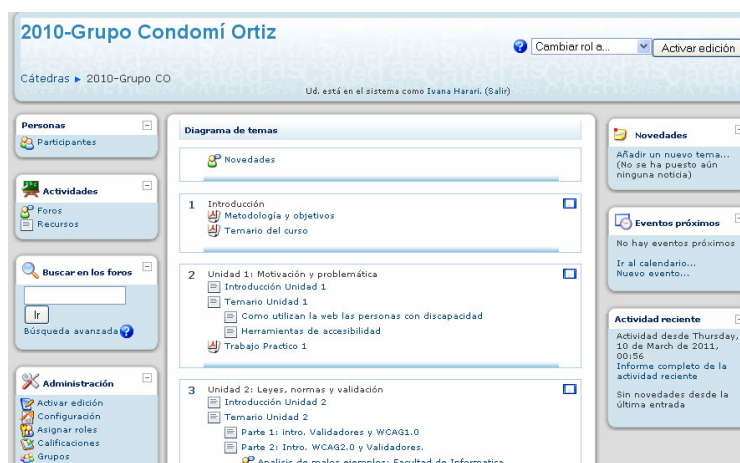 2010-Grupo Condomí Ortiz
Cambiar rol a...
Activar edición
Cátedras ► 2010-Grupo CO
Ud. está en el sistema como Ivana Harari. (Salir)
Personas
Participantes
Actividades
Foros
Recursos
Buscar en los foros
Ir
Búsqueda avanzada
Administración
Activar edición
Configuración
Asignar roles
Calificaciones
Grupos
Diagrama de temas
Novedades
1 Introducción
Metodología y objetivos
Temario del curso
2 Unidad 1: Motivación y problemática
Introducción Unidad 1
Temario Unidad 1
Como utilizan la web las personas con discapacidad
Herramientas de accesibilidad
Trabajo Practico 1
3 Unidad 2: Leyes, normas y validación
Introducción Unidad 2
Temario Unidad 2
Parte 1: intro. Validadores y WCAG1.0
Parte 2: Intro. WCAG2.0 y Validadores.
Analisis de malos ejemplos: Facultad de Informatica
Novedades
Añadir un nuevo tema...
(No se ha puesto aún
ninguna noticia)
Eventos próximos
No hay eventos próximos
Ir al calendario...
Nuevo evento...
Actividad reciente
Actividad desde Thursday,
10 de March de 2011,
00:56
Informe completo de la
actividad reciente
Sin novedades desde la
última entrada